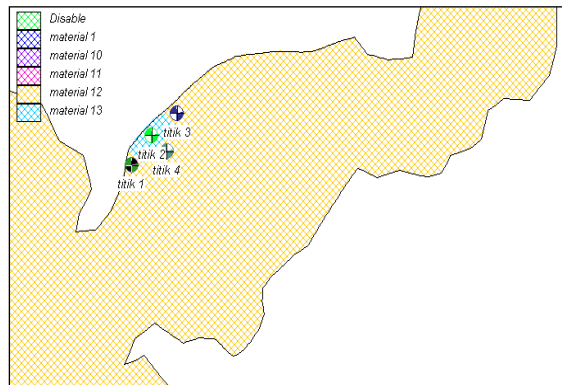 Disable
material 1
material 10
material 11
material 12
material 13
titik 3
titik 2
titik 4
titik 1